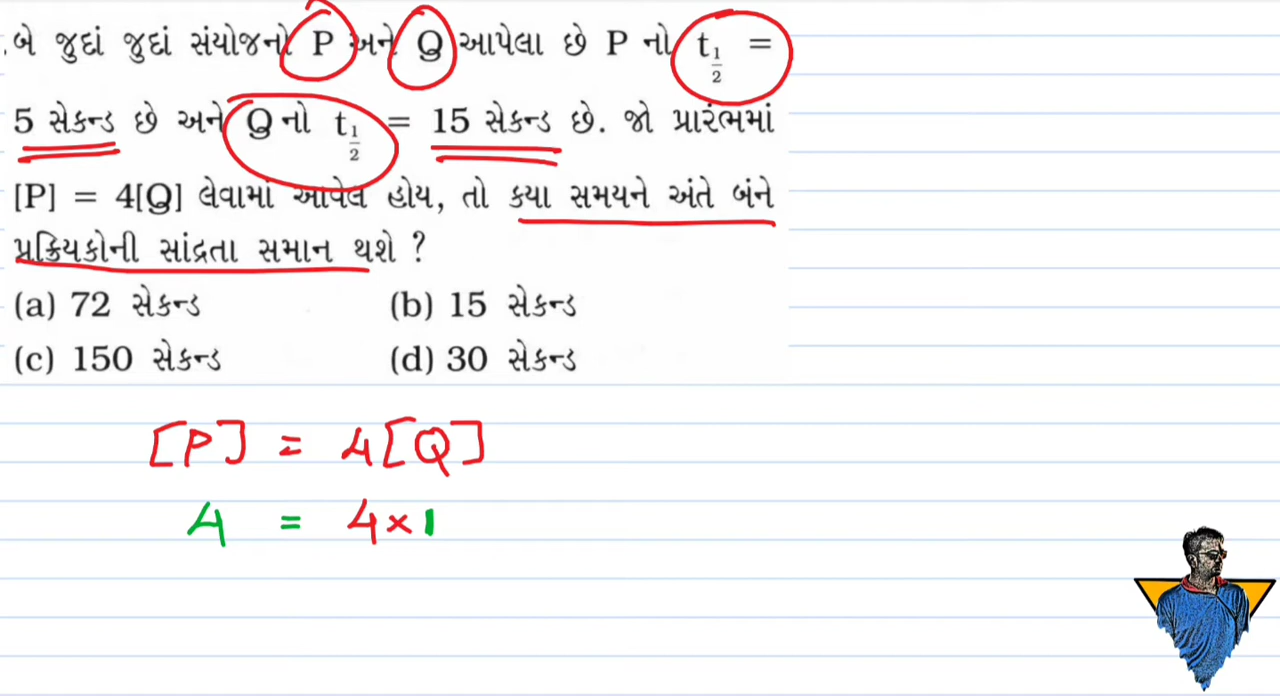 .બે જુદાં જુદાં સંયોજનો P અને Q આપેલા છે P નો t1/2 =
5 સેકન્ડ છે અને Q નો t1/2 = 15 સેકન્ડ છે. જો પ્રારંભમાં
[P] = 4[Q] લેવામાં આવેલ હોય, તો કયા સમયને અંતે બંને
પ્રક્રિયકોની સાંદ્રતા સમાન થશે ?
(a) 72 સેકન્ડ (b) 15 સેકન્ડ
(c) 150 સેકન્ડ (d) 30 સેકન્ડ
[P] = 4[Q]
4 = 4×1